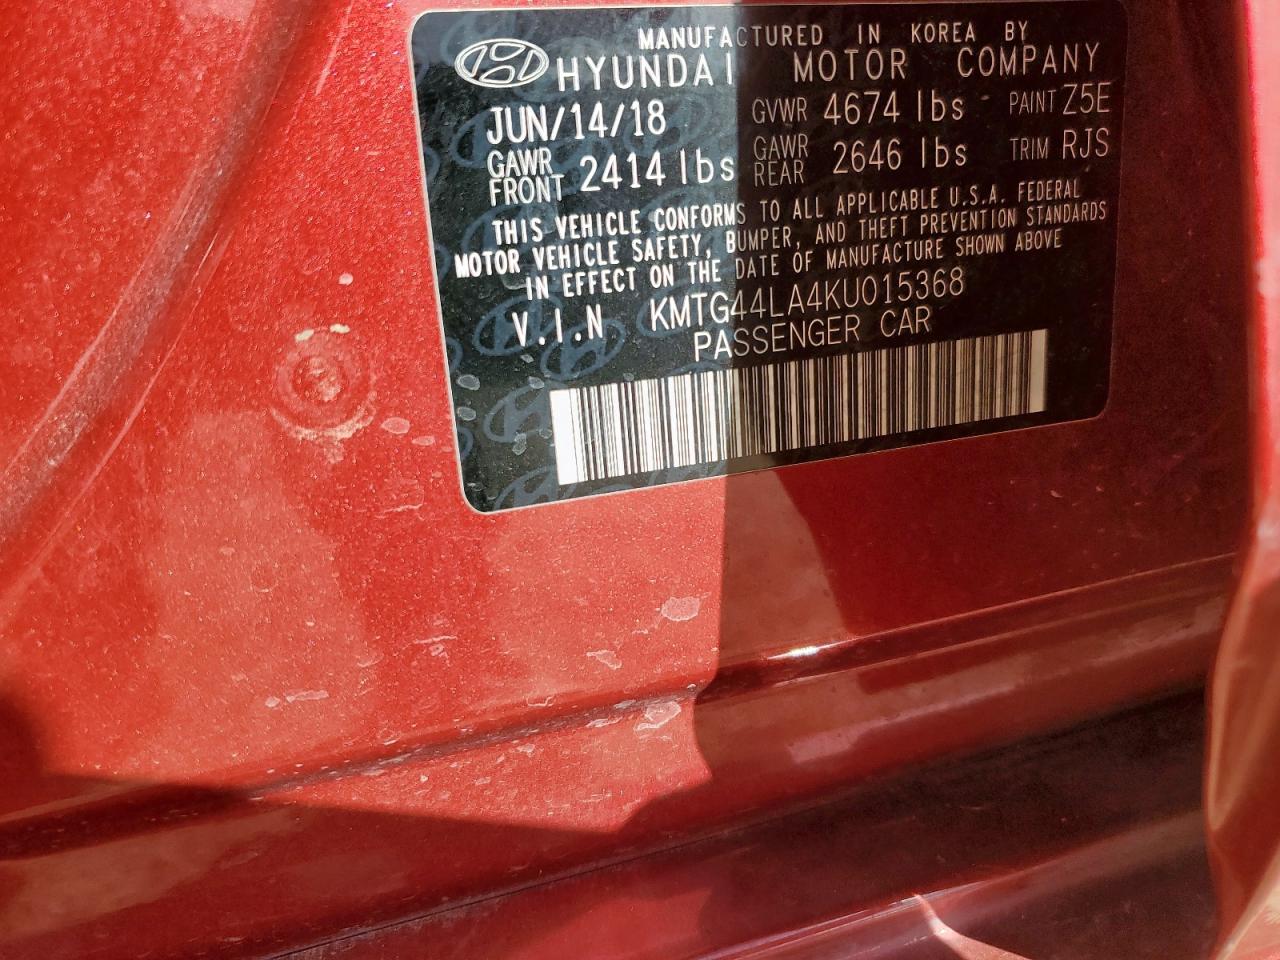 MANUFACTURED IN KOREA BY
HYUNDAI MOTOR COMPANY
JUN/14/18 GVWR 4674 lbs PAINT Z5E
GAWR FRONT 2414 lbs GAWR REAR 2646 lbs TRIM RJS
THIS VEHICLE CONFORMS TO ALL APPLICABLE U.S.A. FEDERAL
MOTOR VEHICLE SAFETY, BUMPER, AND THEFT PREVENTION STANDARDS
IN EFFECT ON THE DATE OF MANUFACTURE SHOWN ABOVE
V.I.N KMTG44LA4KU015368
PASSENGER CAR